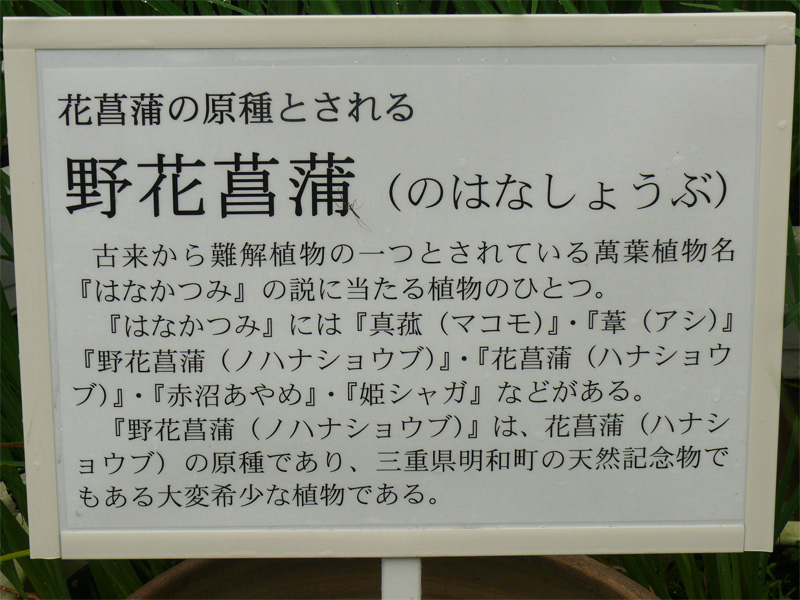 花菖蒲の原種とされる
野花菖蒲（のはなしょうぶ）
古来から難解植物の一つとされている萬葉植物名
『はなかつみ』の説に当たる植物のひとつ。
『はなかつみ』には『真菰（マコモ）』・『葦（アシ）』
『野花菖蒲（ノハナショウブ）』・『花菖蒲（ハナショウ
ブ）』・『赤沼あやめ』・『姫シャガ』などがある。
『野花菖蒲（ノハナショウブ）』は、花菖蒲（ハナシ
ョウブ）の原種であり、三重県明和町の天然記念物で
もある大変希少な植物である。